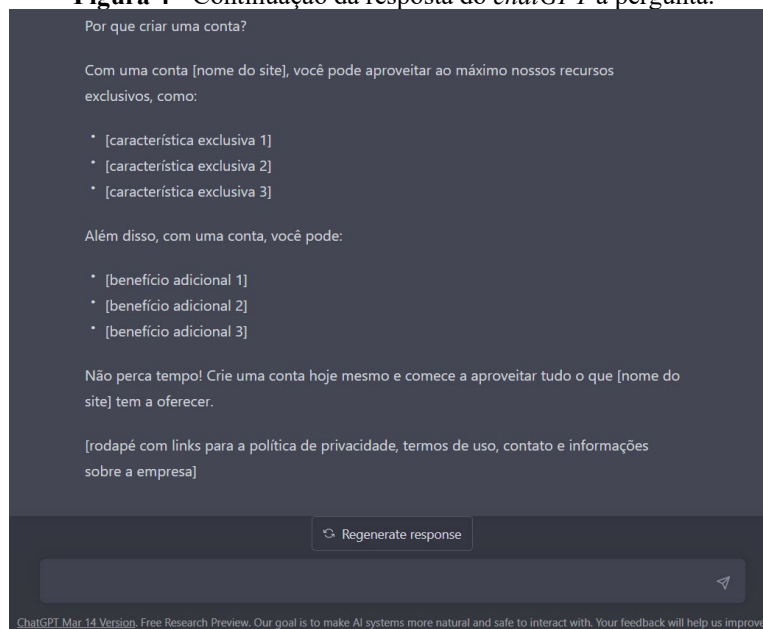 Figura 4 - Continuação da resposta do chatGPT à pergunta.
Por que criar uma conta?
Com uma conta [nome do site], você pode aproveitar ao máximo nossos recursos
exclusivos, como:
• [característica exclusiva 1]
• [característica exclusiva 2]
• [característica exclusiva 3]
Além disso, com uma conta, você pode:
• [benefício adicional 1]
• [benefício adicional 2]
• [benefício adicional 3]
Não perca tempo! Crie uma conta hoje mesmo e comece a aproveitar tudo o que [nome do
site] tem a oferecer.
[rodapé com links para a política de privacidade, termos de uso, contato e informações
sobre a empresa]
Regenerate response
ChatGPT Mar 14 Version. Free Research Preview. Our goal is to make AI systems more natural and safe to interact with. Your feedback will help us improve